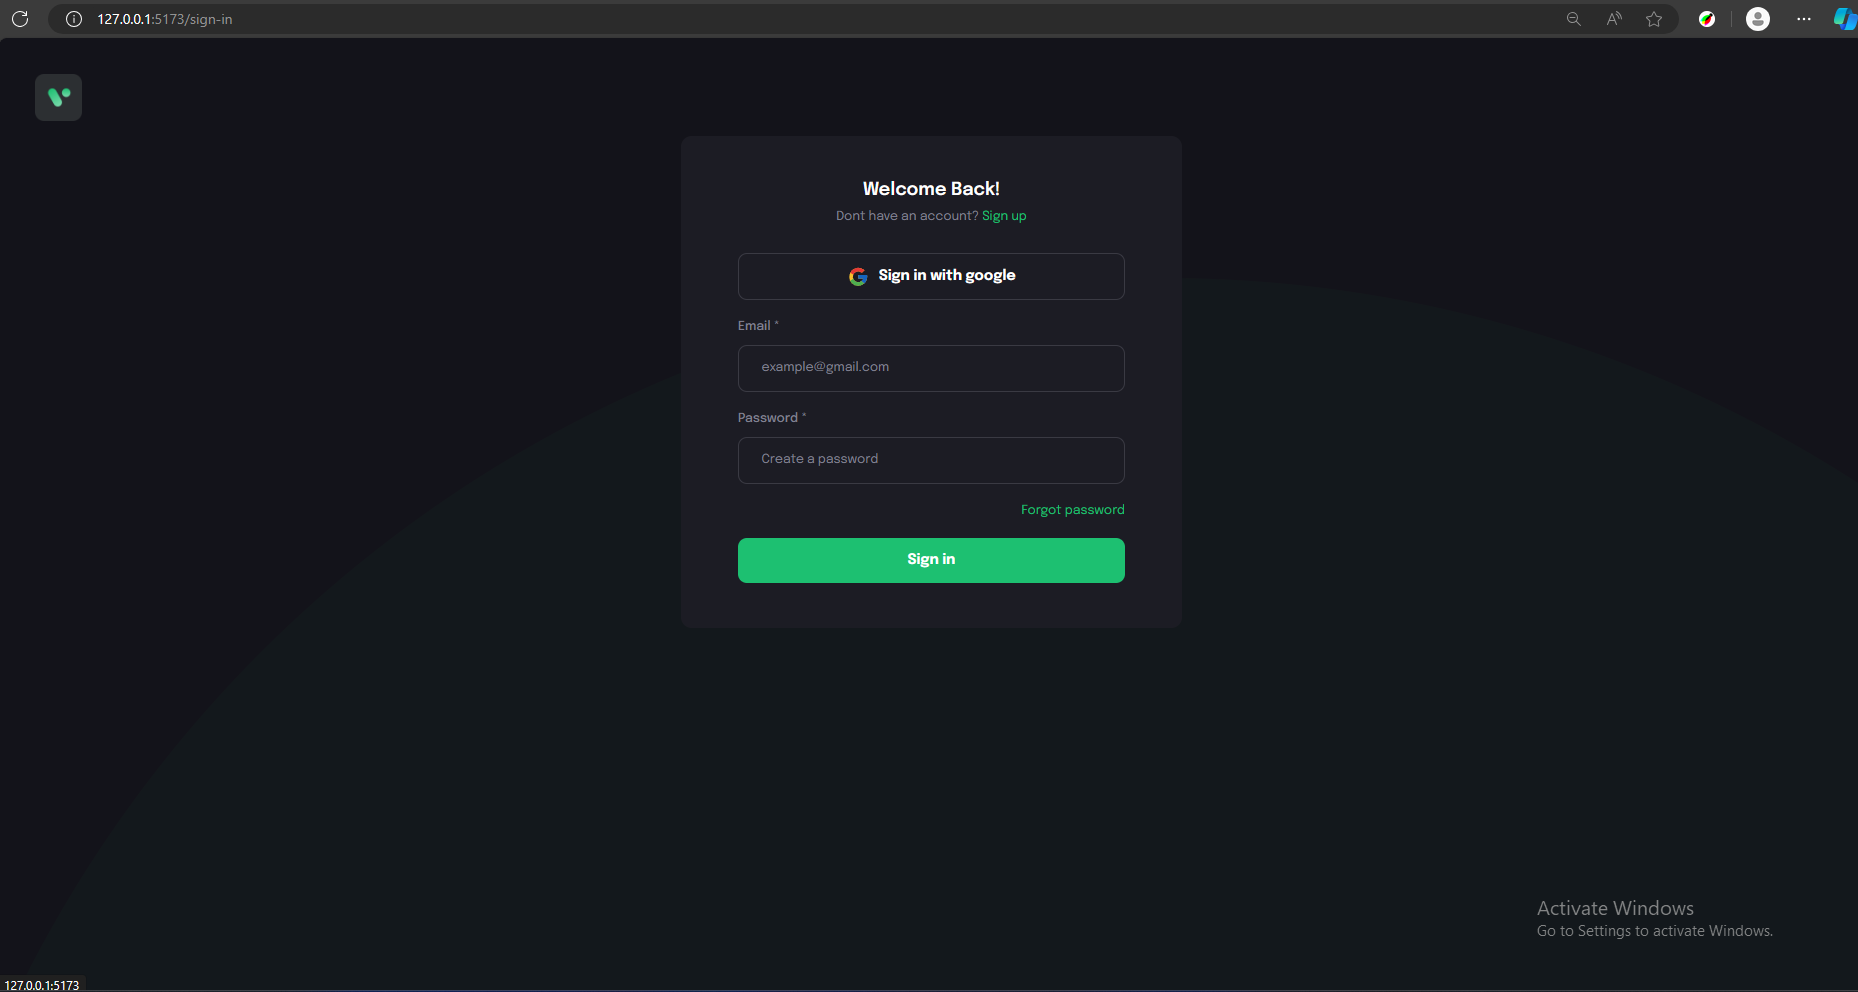 127.0.0.1:5173/sign-in
Welcome Back!
Dont have an account? Sign up
Sign in with google
Email *
example@gmail.com
Password *
Create a password
Forgot password
Sign in
Activate Windows
Go to Settings to activate Windows.
127.0.0.1:5173